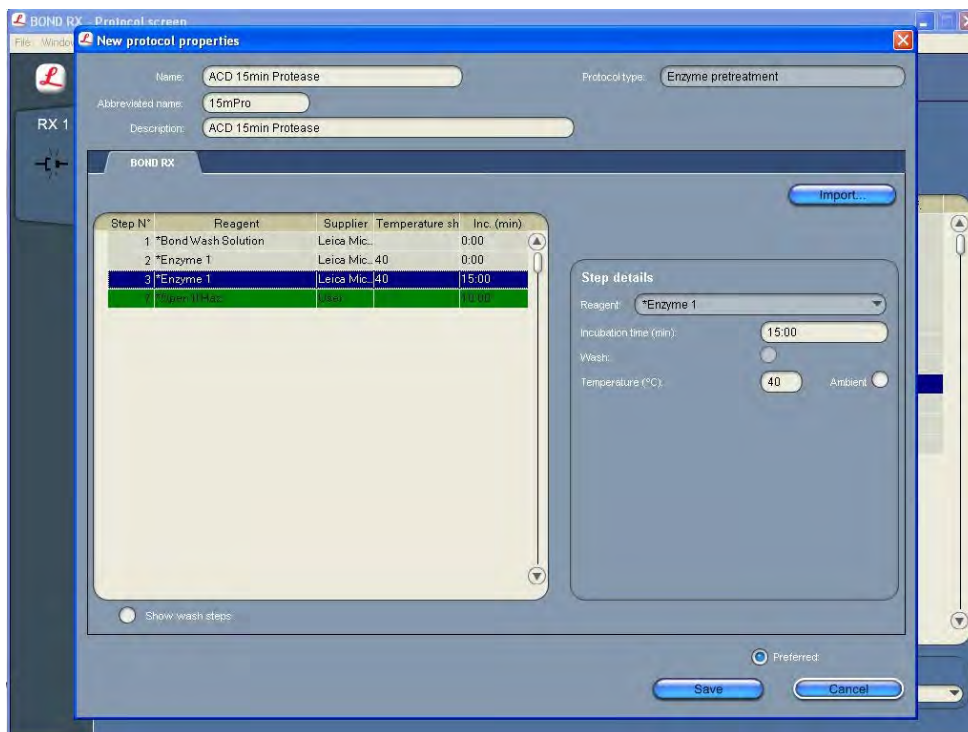 BOND RX - Protocol screen
File Window
New protocol properties
Name: ACD 15min Protease
Protocol type: Enzyme pretreatment
Abbreviated name: 15mPro
Description: ACD 15min Protease
RX 1
BOND RX
Import...
Step N° Reagent Supplier Temperature sh Inc. (min)
1 *Bond Wash Solution Leica Mic... 0:00
2 *Enzyme 1 Leica Mic... 40 0:00
3 *Enzyme 1 Leica Mic... 40 15:00
10:00
Step details
Reagent: *Enzyme 1
Incubation time (min): 15:00
Wash:
Temperature (°C): 40 Ambient
Show wash steps
Preferred
Save Cancel